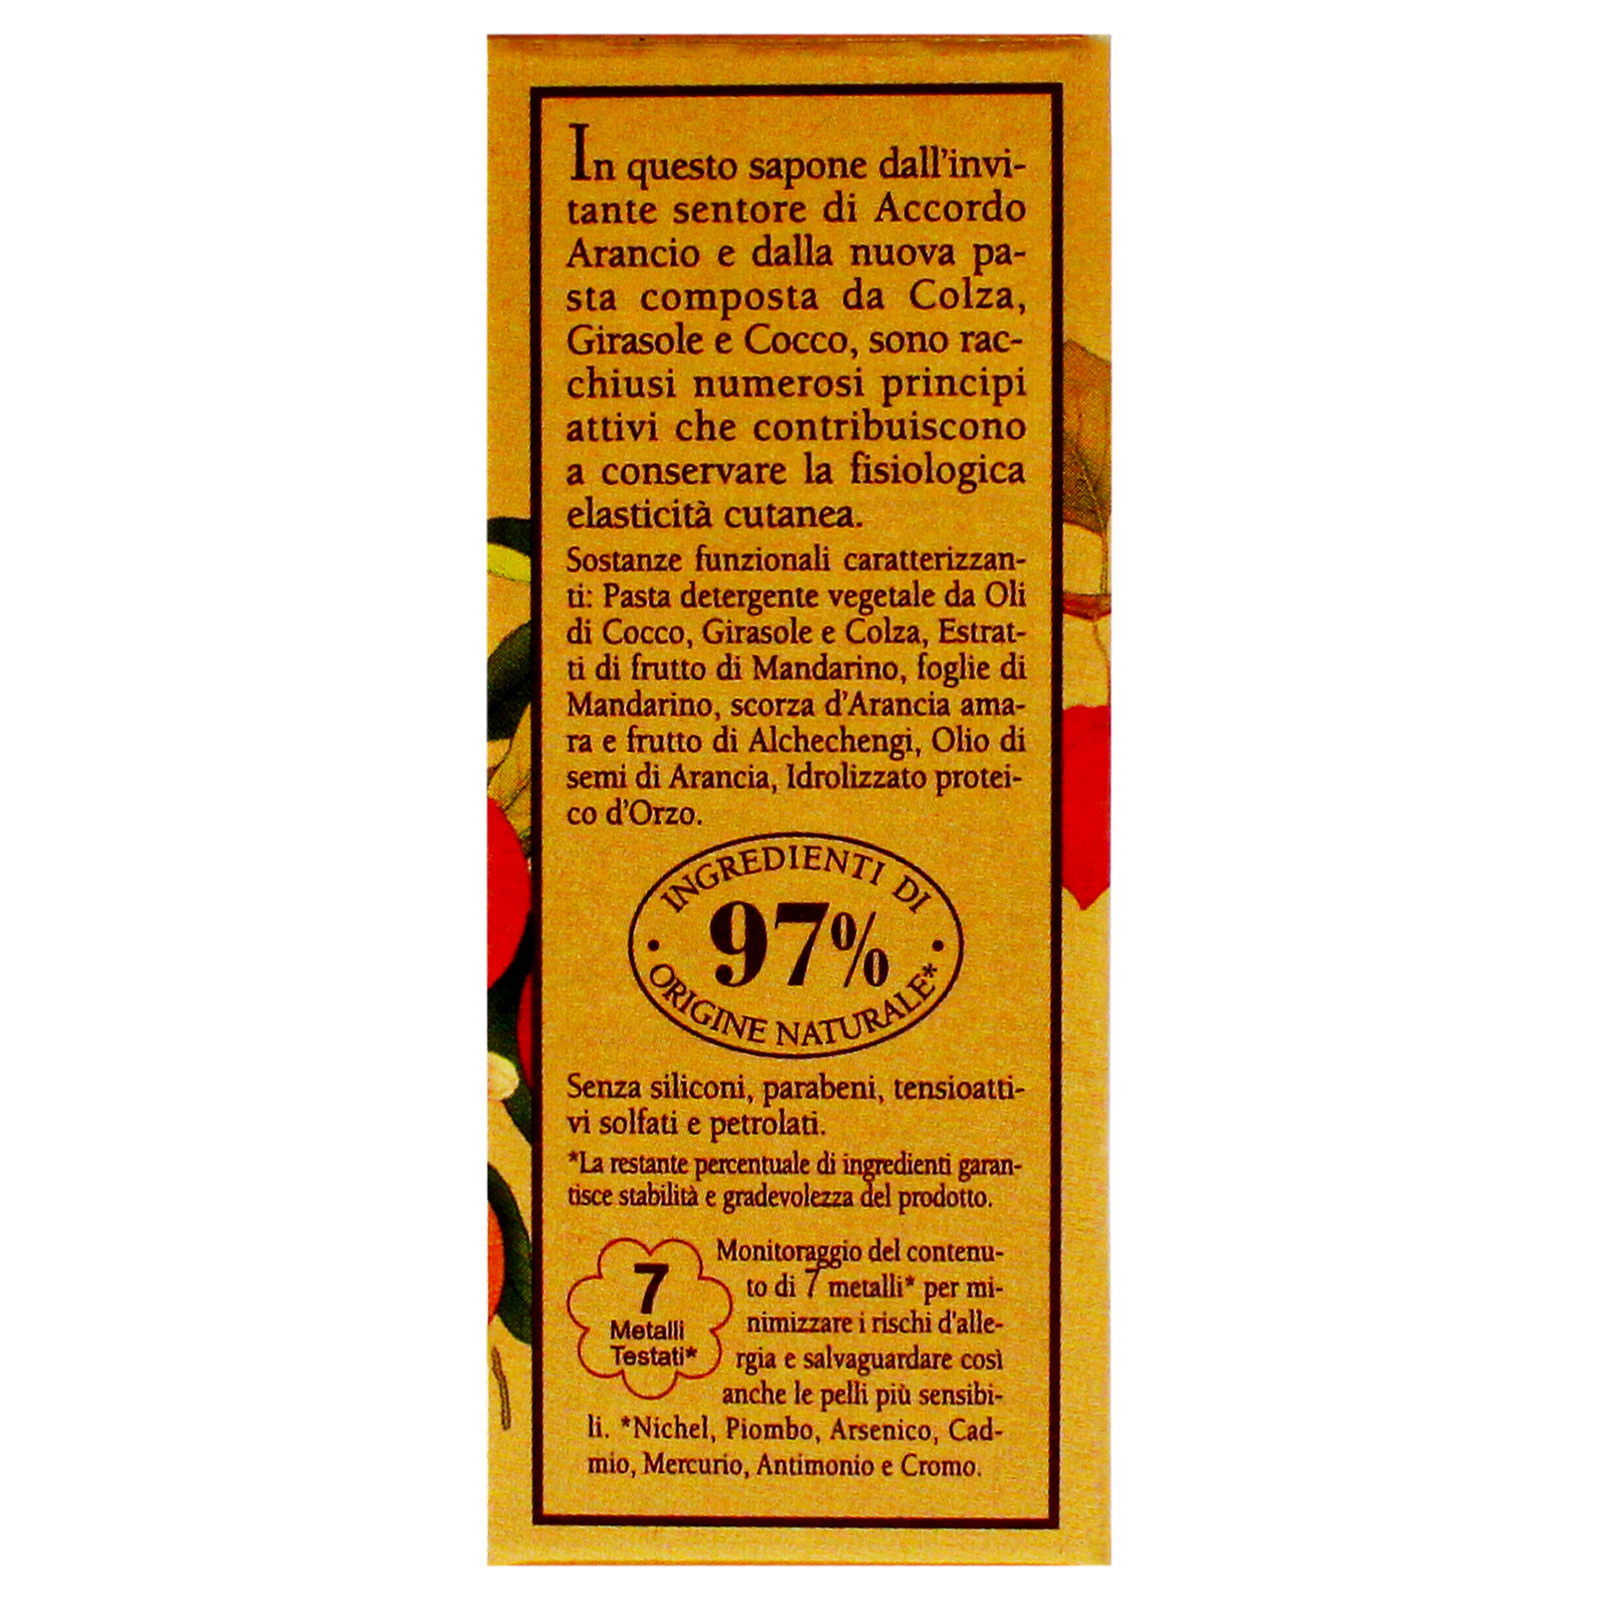 In questo sapone dall'invi-
tante sentore di Accordo
Arancio e dalla nuova pa-
sta composta da Colza,
Girasole e Cocco, sono rac-
chiusi numerosi principi
attivi che contribuiscono
a conservare la fisiologica
elasticità cutanea.
Sostanze funzionali caratterizzan-
ti: Pasta detergente vegetale da Oli
di Cocco, Girasole e Colza, Estrat-
ti di frutto di Mandarino, foglie di
Mandarino, scorza d'Arancia ama-
ra e frutto di Alchechengi, Olio di
semi di Arancia, Idrolizzato protei-
co d'Orzo.
INGREDIENTI DI
97%
• ORIGINE NATURALE* •
Senza siliconi, parabeni, tensioatti-
vi solfati e petrolati.
*La restante percentuale di ingredienti garan-
tisce stabilità e gradevolezza del prodotto.
7
Metalli
Testati*
Monitoraggio del contenu-
to di 7 metalli* per mi-
nimizzare i rischi d'alle-
rgia e salvaguardare così
anche le pelli più sensibi-
li. *Nichel, Piombo, Arsenico, Cad-
mio, Mercurio, Antimonio e Cromo.